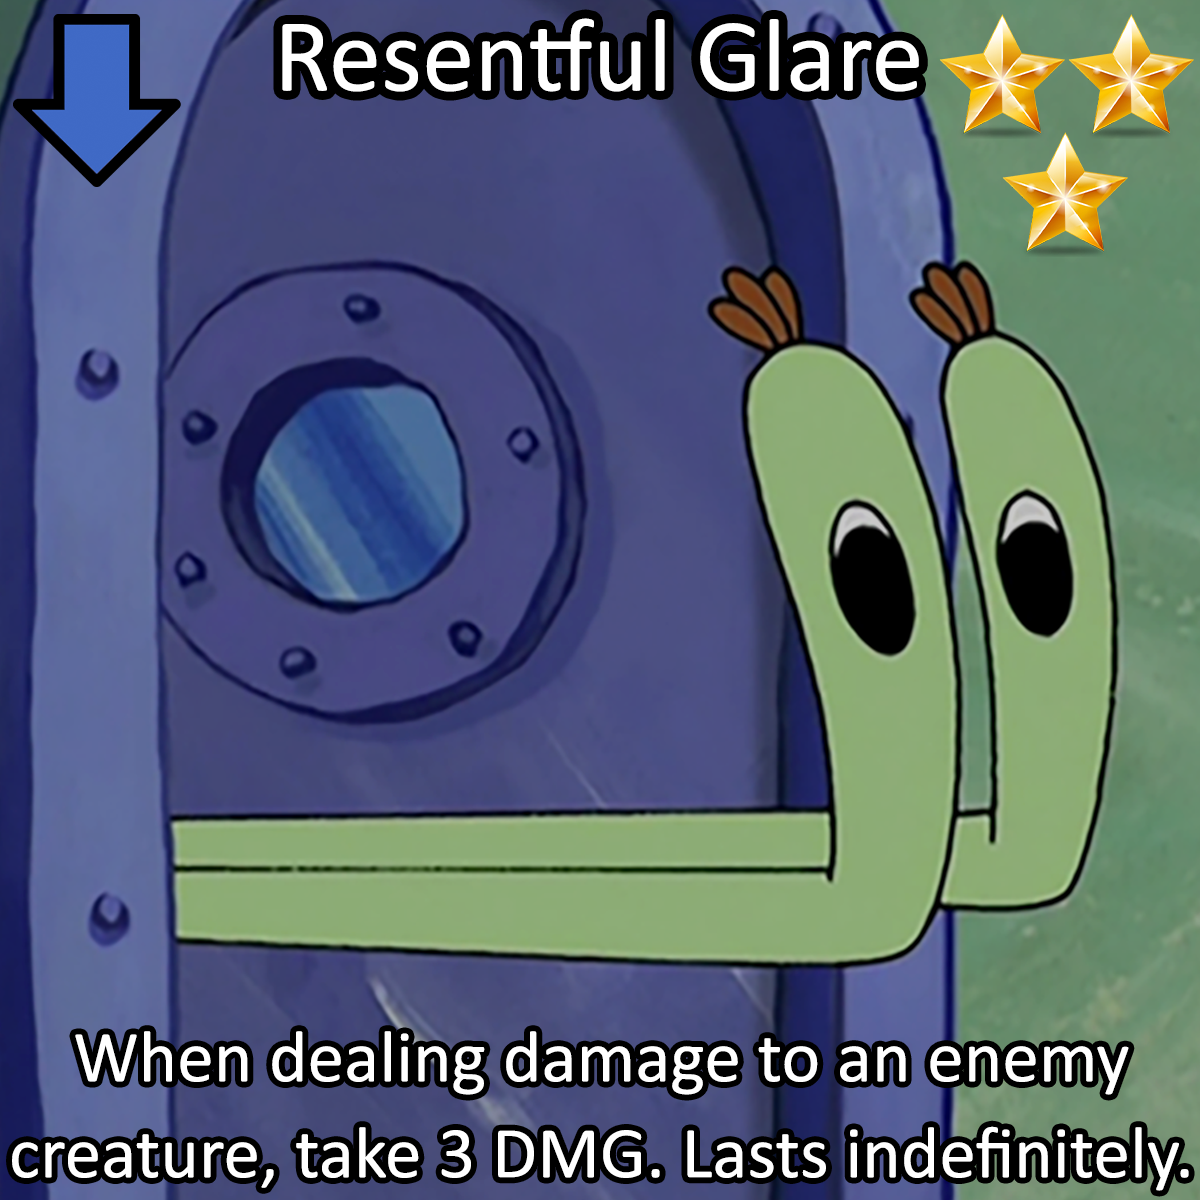 Resentful Glare
When dealing damage to an enemy
creature, take 3 DMG. Lasts indefinitely.